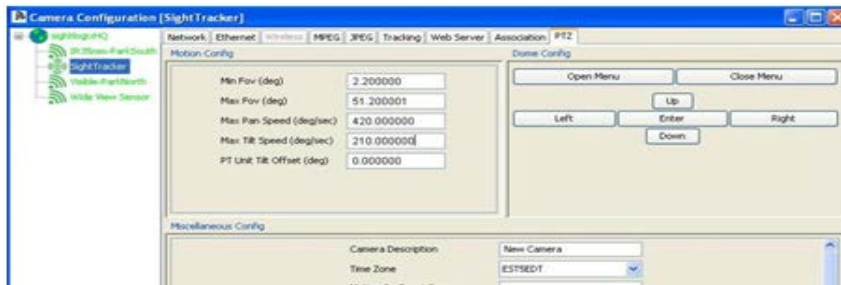 Camera Configuration [SightTracker]
Network Ethernet Wireless MPEG JPEG Tracking Web Server Association PTZ
SightTracker
Wide View Sensor
Motion Config
Min Fov (deg) 2.200000
Max Fov (deg) 51.200001
Max Pan Speed (deg/sec) 420.000000
Max Tilt Speed (deg/sec) 210.000000
PT Unit Tilt Offset (deg) 0.000000
Dome Config
Open Menu Close Menu
Up
Left Enter Right
Down
Miscellaneous Config
Camera Description New Camera
Time Zone EST5EDT